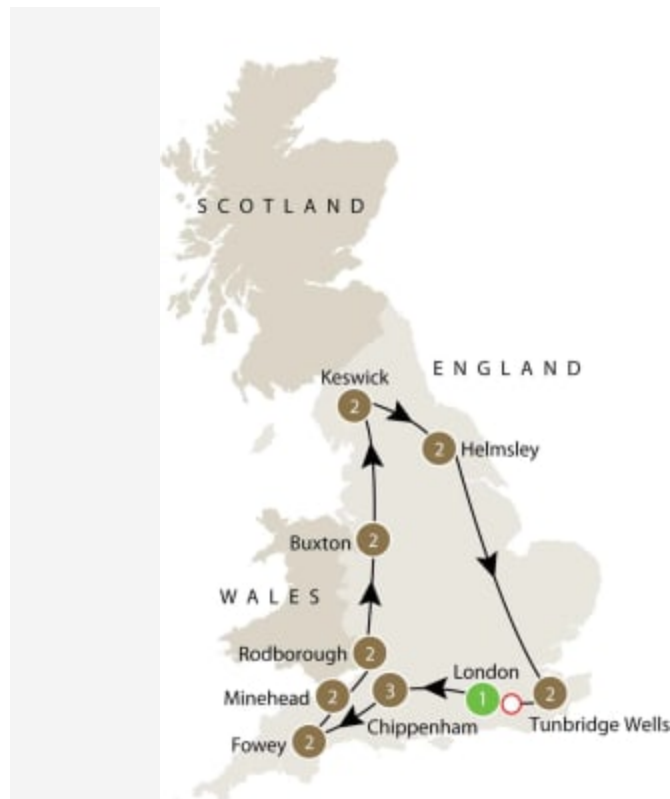 SCOTLAND
ENGLAND
Keswick
2
2 Helmsley
Buxton 2
WALES
Rodborough 2
London
Minehead 2
3
1
2
Chippenham
Tunbridge Wells
Fowey 2